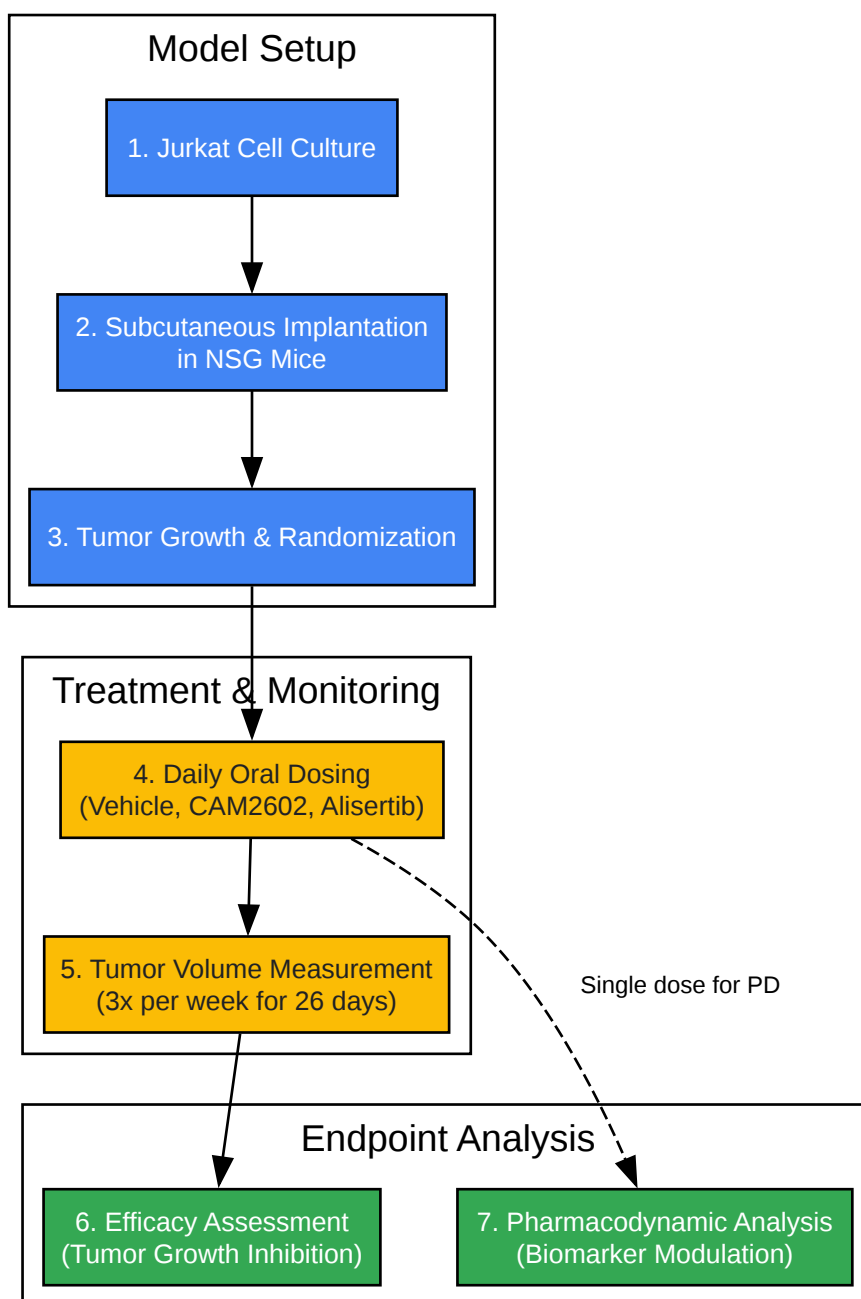 Model Setup
1. Jurkat Cell Culture
2. Subcutaneous Implantation
in NSG Mice
3. Tumor Growth & Randomization
Treatment & Monitoring
4. Daily Oral Dosing
(Vehicle, CAM2602, Alisertib)
5. Tumor Volume Measurement
(3x per week for 26 days)
Single dose for PD
Endpoint Analysis
6. Efficacy Assessment
(Tumor Growth Inhibition)
7. Pharmacodynamic Analysis
(Biomarker Modulation)